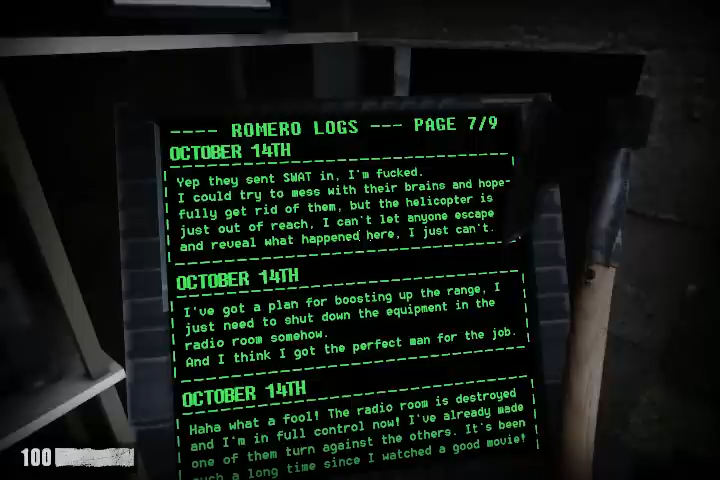 ---- ROMERO LOGS --- PAGE 7/9
OCTOBER 14TH
Yep they sent SWAT in, I'm fucked.
I could try to mess with their brains and hope-
fully get rid of them, but the helicopter is
just out of reach, I can't let anyone escape
and reveal what happened here, I just can't.
OCTOBER 14TH
I've got a plan for boosting up the range, I
just need to shut down the equipment in the
radio room somehow.
And I think I got the perfect man for the job.
OCTOBER 14TH
Haha what a fool! The radio room is destroyed
and I'm in full control now! I've already made
one of them turn against the others. It's been
such a long time since I watched a good movie!
100